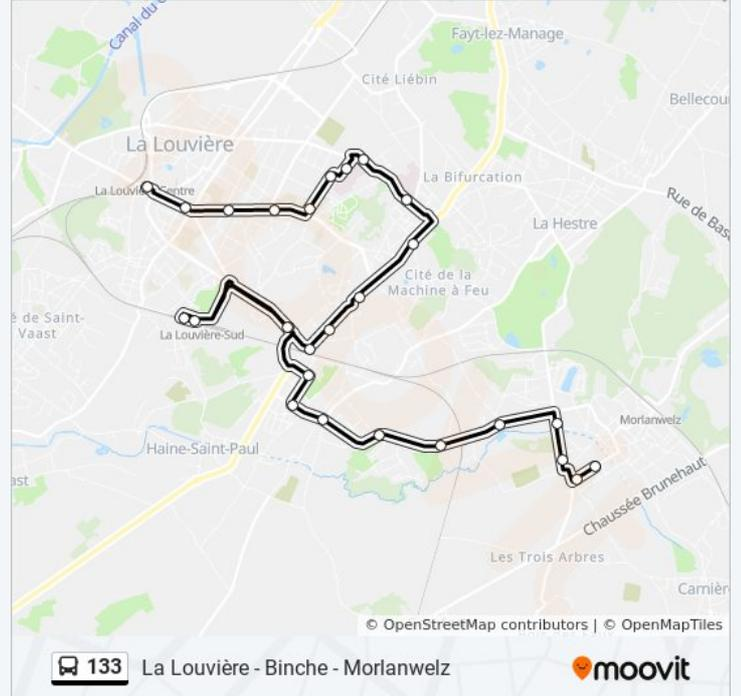 Canal du C
Fayt-lez-Manage
Cité Liébin
Bellecou
La Louvière
La Bifurcation
La Louvière-Centre
Rue de Bas
La Hestre
Cité de la
Machine à Feu
é de Saint-
Vaast
La Louvière-Sud
Morlanwelz
Haine-Saint-Paul
ast
Chaussée Brunehaut
Les Trois Arbres
Carnièr
© OpenStreetMap contributors | © OpenMapTiles
133 La Louvière - Binche - Morlanwelz
moovit